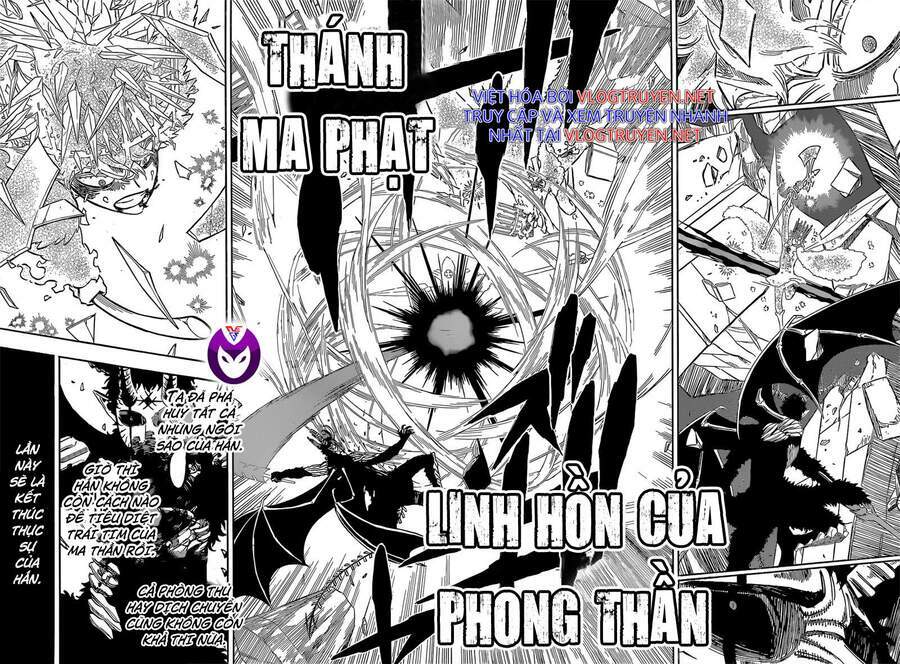 THÁNH
MA PHẠT
VIỆT HÓA BỞI VLOGTRUYEN.NET
TRUY CẬP VÀ XEM TRUYỆN NHANH
NHẤT TẠI VLOGTRUYEN.NET
LINH HỒN CỦA
PHONG THẦN
TA ĐÃ PHÁ
HỦY TẤT CẢ
NHỮNG NGÔI
SAO CỦA HẮN.
GIỜ THÌ
HẮN KHÔNG
CÒN CÁCH NÀO
ĐỂ TIÊU DIỆT
TRÁI TIM CỦA
MA THẦN RỒI.
CẢ PHÒNG THỦ
HAY DỊCH CHUYỂN
CŨNG KHÔNG CÒN
KHẢ THI NỮA.
LẦN
NÀY
SẼ LÀ
KẾT
THÚC
THỰC
SỰ
CỦA
HẮN.